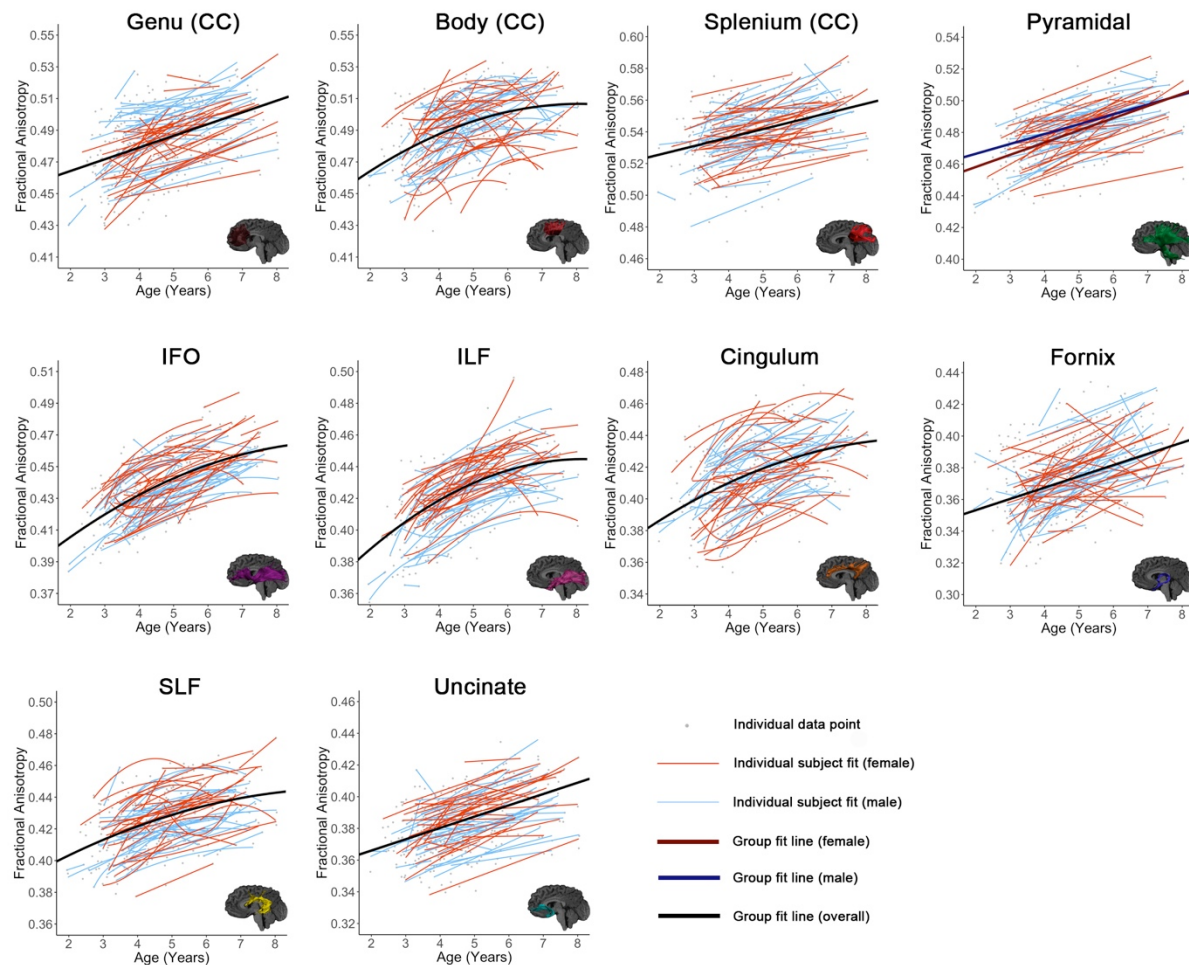 Genu (CC)
Fractional Anisotropy
0.55
0.53
0.51
0.49
0.47
0.45
0.43
0.41
2 3 4 5 6 7 8
Age (Years)
Body (CC)
Fractional Anisotropy
0.55
0.53
0.51
0.49
0.47
0.45
0.43
0.41
2 3 4 5 6 7 8
Age (Years)
Splenium (CC)
Fractional Anisotropy
0.60
0.58
0.56
0.54
0.52
0.50
0.48
0.46
2 3 4 5 6 7 8
Age (Years)
Pyramidal
Fractional Anisotropy
0.54
0.52
0.50
0.48
0.46
0.44
0.42
0.40
2 3 4 5 6 7 8
Age (Years)
IFO
Fractional Anisotropy
0.51
0.49
0.47
0.45
0.43
0.41
0.39
0.37
2 3 4 5 6 7 8
Age (Years)
ILF
Fractional Anisotropy
0.50
0.48
0.46
0.44
0.42
0.40
0.38
0.36
2 3 4 5 6 7 8
Age (Years)
Cingulum
Fractional Anisotropy
0.48
0.46
0.44
0.42
0.40
0.38
0.36
0.34
2 3 4 5 6 7 8
Age (Years)
Fornix
Fractional Anisotropy
0.44
0.42
0.40
0.38
0.36
0.34
0.32
0.30
2 3 4 5 6 7 8
Age (Years)
SLF
Fractional Anisotropy
0.50
0.48
0.46
0.44
0.42
0.40
0.38
0.36
2 3 4 5 6 7 8
Age (Years)
Uncinate
Fractional Anisotropy
0.46
0.44
0.42
0.40
0.38
0.36
0.34
0.32
2 3 4 5 6 7 8
Age (Years)
Individual data point
Individual subject fit (female)
Individual subject fit (male)
Group fit line (female)
Group fit line (male)
Group fit line (overall)